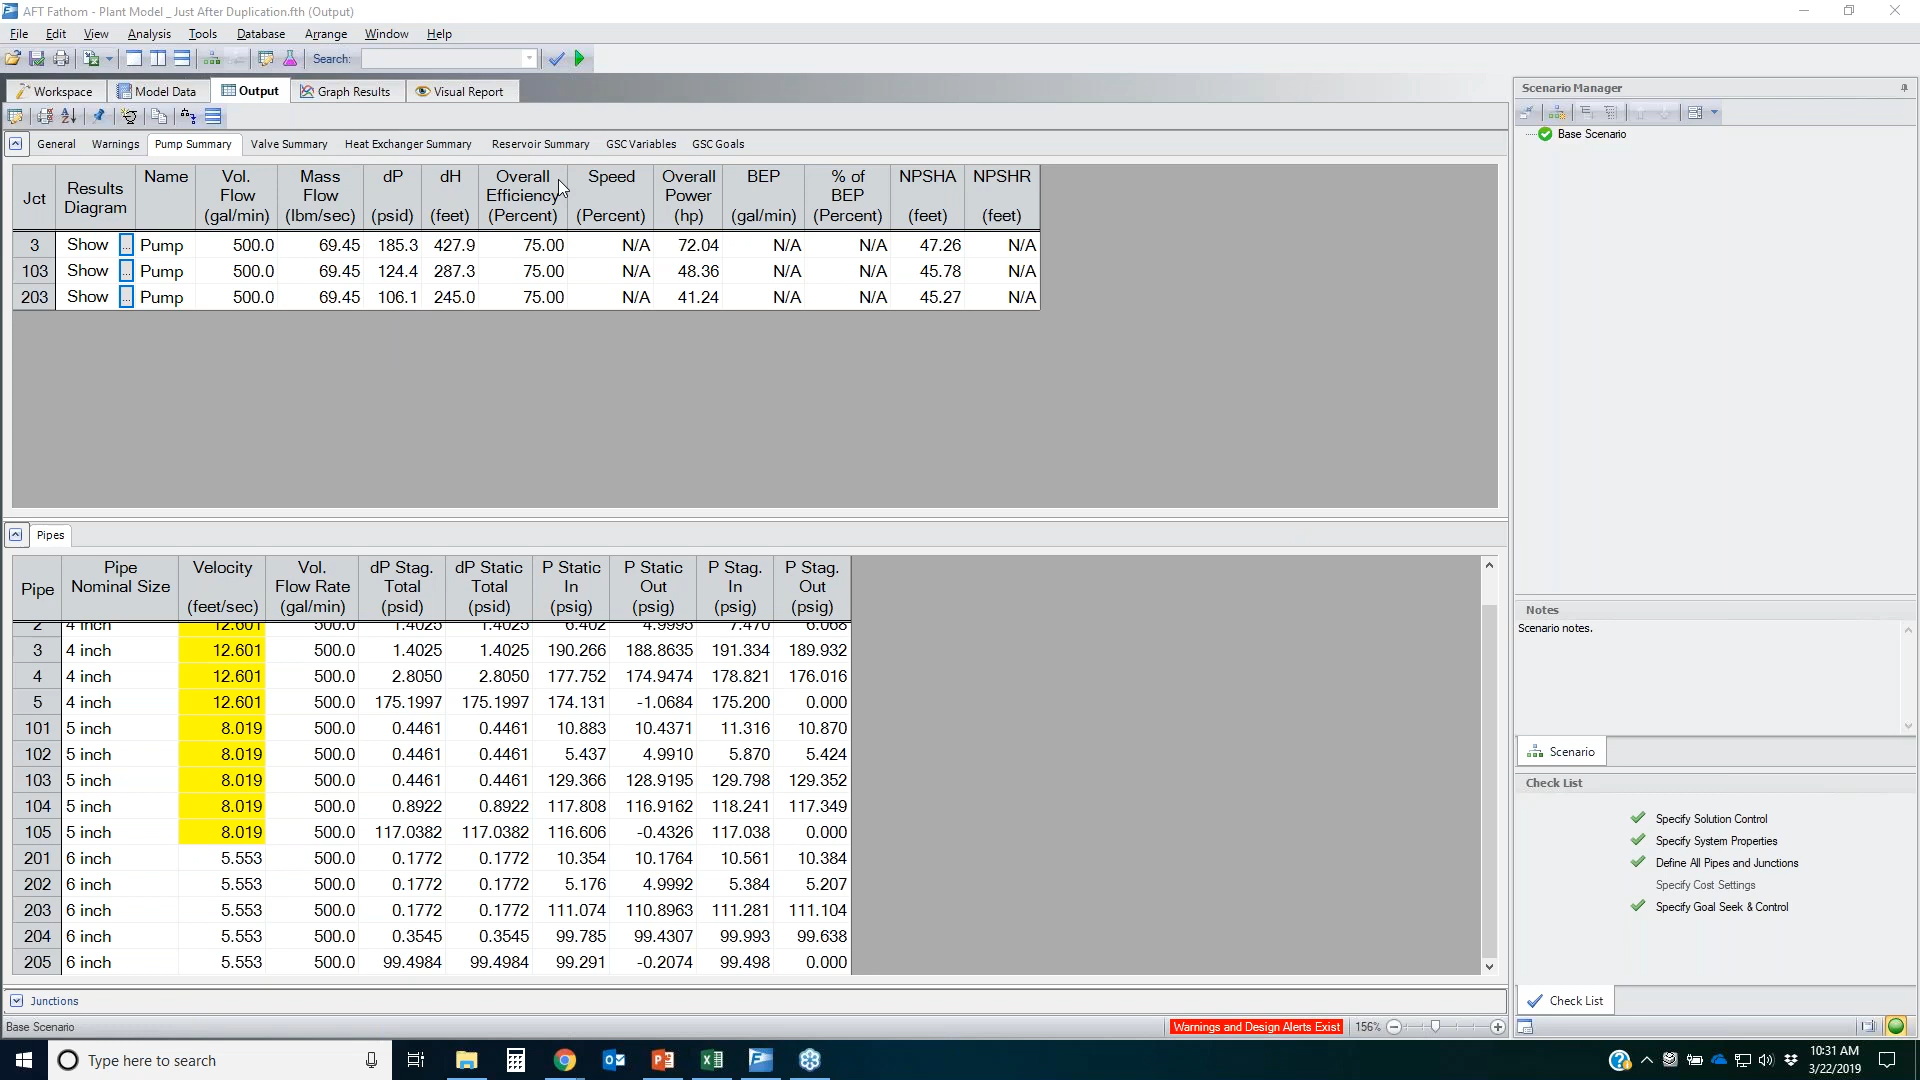 AFT Fathom - Plant Model _ Just After Duplication.fth (Output)
File Edit View Analysis Tools Database Arrange Window Help
Search:
Workspace Model Data Output Graph Results Visual Report
General Warnings Pump Summary Valve Summary Heat Exchanger Summary Reservoir Summary GSC Variables GSC Goals
Jct Results Diagram Name Vol. Flow (gal/min) Mass Flow (lbm/sec) dP (psid) dH (feet) Overall Efficiency (Percent) Speed (Percent) Overall Power (hp) BEP (gal/min) % of BEP (Percent) NPSHA (feet) NPSHR (feet)
3 Show ... Pump 500.0 69.45 185.3 427.9 75.00 N/A 72.04 N/A N/A 47.26 N/A
103 Show ... Pump 500.0 69.45 124.4 287.3 75.00 N/A 48.36 N/A N/A 45.78 N/A
203 Show ... Pump 500.0 69.45 106.1 245.0 75.00 N/A 41.24 N/A N/A 45.27 N/A
Pipes
Pipe Pipe Nominal Size Velocity (feet/sec) Vol. Flow Rate (gal/min) dP Stag. Total (psid) dP Static Total (psid) P Static In (psig) P Static Out (psig) P Stag. In (psig) P Stag. Out (psig)
2 4 inch 12.601 500.0 1.4025 1.4025 6.402 4.9995 7.470 6.068
3 4 inch 12.601 500.0 1.4025 1.4025 190.266 188.8635 191.334 189.932
4 4 inch 12.601 500.0 2.8050 2.8050 177.752 174.9474 178.821 176.016
5 4 inch 12.601 500.0 175.1997 175.1997 174.131 -1.0684 175.200 0.000
101 5 inch 8.019 500.0 0.4461 0.4461 10.883 10.4371 11.316 10.870
102 5 inch 8.019 500.0 0.4461 0.4461 5.437 4.9910 5.870 5.424
103 5 inch 8.019 500.0 0.4461 0.4461 129.366 128.9195 129.798 129.352
104 5 inch 8.019 500.0 0.8922 0.8922 117.808 116.9162 118.241 117.349
105 5 inch 8.019 500.0 117.0382 117.0382 116.606 -0.4326 117.038 0.000
201 6 inch 5.553 500.0 0.1772 0.1772 10.354 10.1764 10.561 10.384
202 6 inch 5.553 500.0 0.1772 0.1772 5.176 4.9992 5.384 5.207
203 6 inch 5.553 500.0 0.1772 0.1772 111.074 110.8963 111.281 111.104
204 6 inch 5.553 500.0 0.3545 0.3545 99.785 99.4307 99.993 99.638
205 6 inch 5.553 500.0 99.4984 99.4984 99.291 -0.2074 99.498 0.000
Junctions
Base Scenario
Warnings and Design Alerts Exist 156%
Scenario Manager
Base Scenario
Notes
Scenario notes.
Scenario
Check List
Specify Solution Control
Specify System Properties
Define All Pipes and Junctions
Specify Cost Settings
Specify Goal Seek & Control
Check List
Type here to search
10:31 AM
3/22/2019